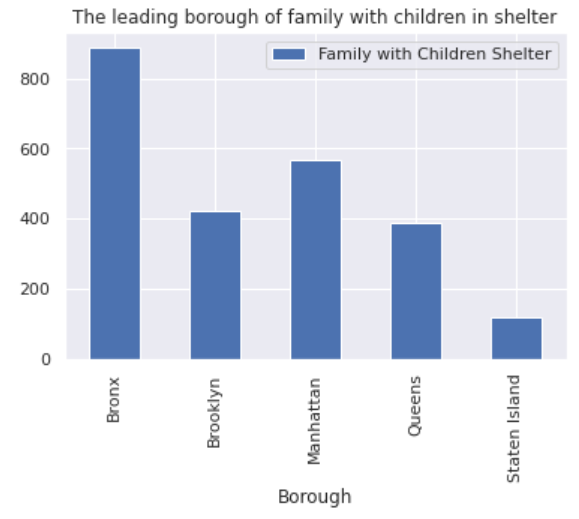 The leading borough of family with children in shelter
Family with Children Shelter
800
600
400
200
0
Bronx
Brooklyn
Manhattan
Queens
Staten Island
Borough